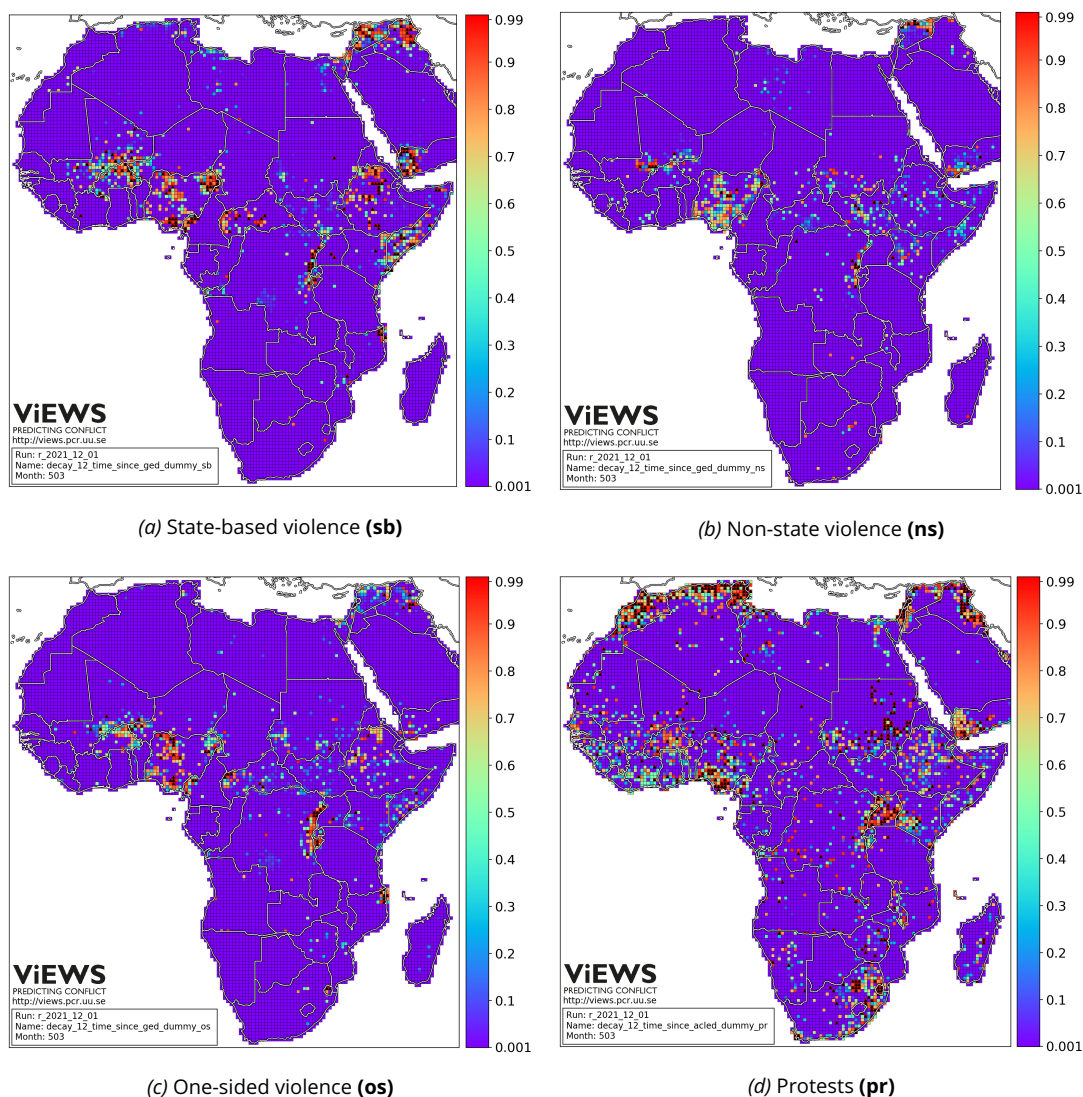 0.99
0.9
0.8
0.7
0.6
0.5
0.4
0.3
0.2
0.1
0.001
ViEWS
PREDICTING CONFLICT
http://views.pcr.uu.se
Run: r_2021_12_01
Name: decay_12_time_since_ged_dummy_sb
Month: 503
(a) State-based violence (sb)
0.99
0.9
0.8
0.7
0.6
0.5
0.4
0.3
0.2
0.1
0.001
ViEWS
PREDICTING CONFLICT
http://views.pcr.uu.se
Run: r_2021_12_01
Name: decay_12_time_since_ged_dummy_ns
Month: 503
(b) Non-state violence (ns)
0.99
0.9
0.8
0.7
0.6
0.5
0.4
0.3
0.2
0.1
0.001
ViEWS
PREDICTING CONFLICT
http://views.pcr.uu.se
Run: r_2021_12_01
Name: decay_12_time_since_ged_dummy_os
Month: 503
(c) One-sided violence (os)
0.99
0.9
0.8
0.7
0.6
0.5
0.4
0.3
0.2
0.1
0.001
ViEWS
PREDICTING CONFLICT
http://views.pcr.uu.se
Run: r_2021_12_01
Name: decay_12_time_since_acled_dummy_pr
Month: 503
(d) Protests (pr)